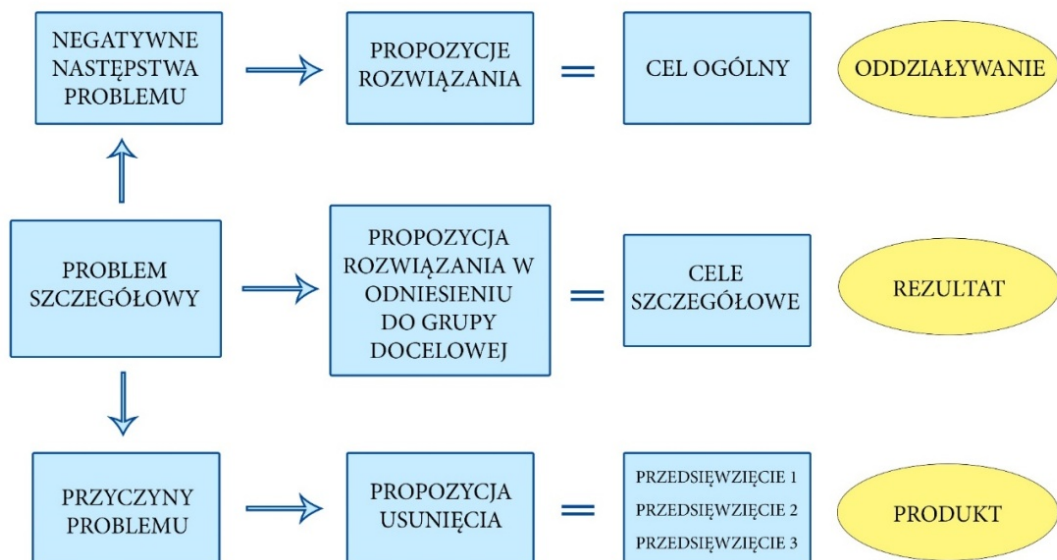 NEGATYWNE
NASTĘPSTWA
PROBLEMU
PROPOZYCJE
ROZWIĄZANIA
=
CEL OGÓLNY
ODDZIAŁYWANIE
PROBLEM
SZCZEGÓŁOWY
PROPOZYCJA
ROZWIĄZANIA W
ODNIESIENIU
DO GRUPY
DOCELOWEJ
=
CELE
SZCZEGÓŁOWE
REZULTAT
PRZYCZYNY
PROBLEMU
PROPOZYCJA
USUNIĘCIA
=
PRZEDSIĘWZIĘCIE 1
PRZEDSIĘWZIĘCIE 2
PRZEDSIĘWZIĘCIE 3
PRODUKT